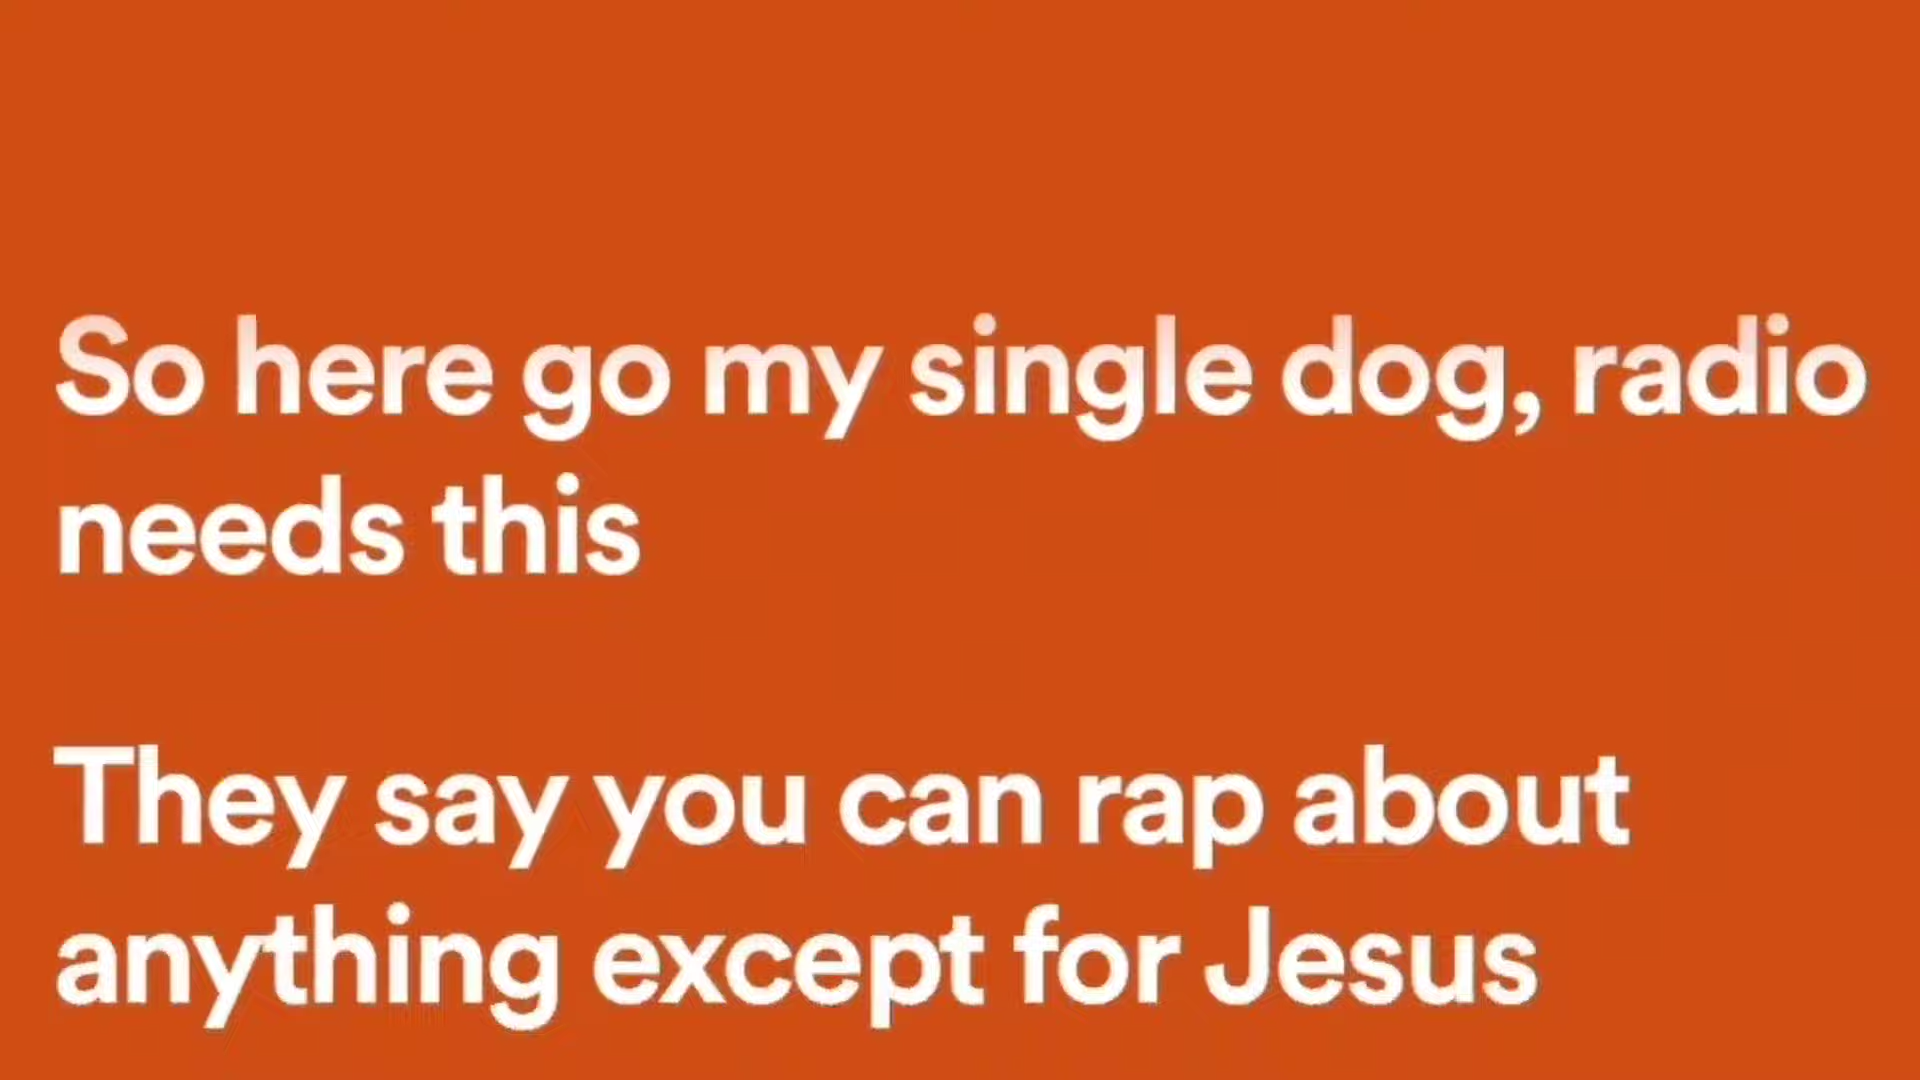 So here go my single dog, radio
needs this
They say you can rap about
anything except for Jesus